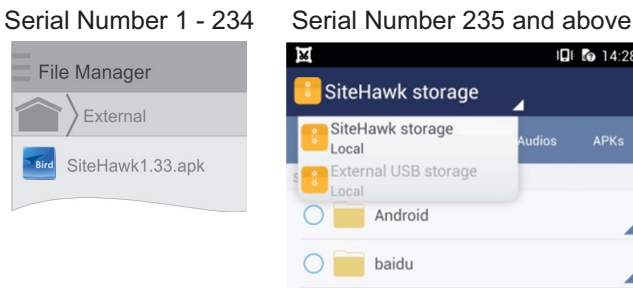 Serial Number 1 - 234
File Manager
External
Bird
SiteHawk1.33.apk
Serial Number 235 and above
14:28
SiteHawk storage
SiteHawk storage
Local
Audios
APKs
External USB storage
Local
Android
baidu